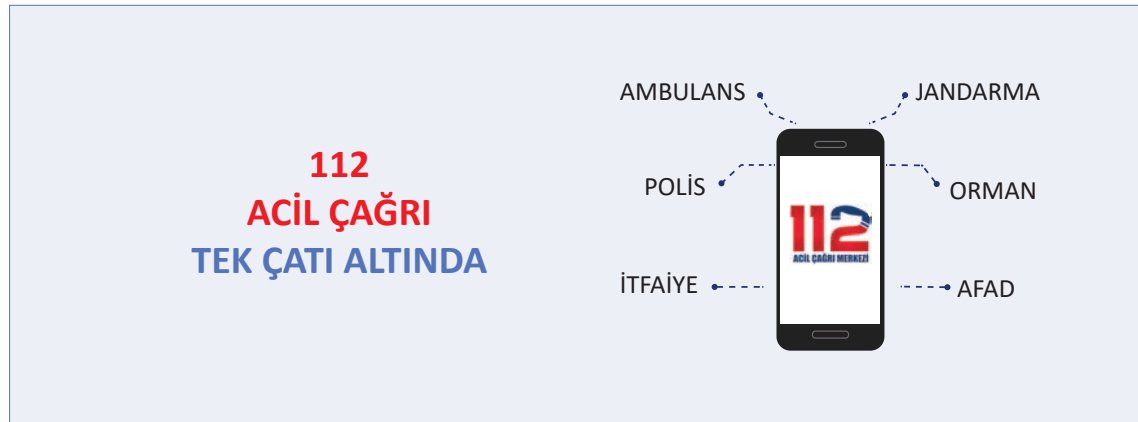 112
ACİL ÇAĞRI
TEK ÇATI ALTINDA
AMBULANS
JANDARMA
POLİS
ORMAN
İTFAİYE
AFAD
112
ACİL ÇAĞRI MERKEZİ